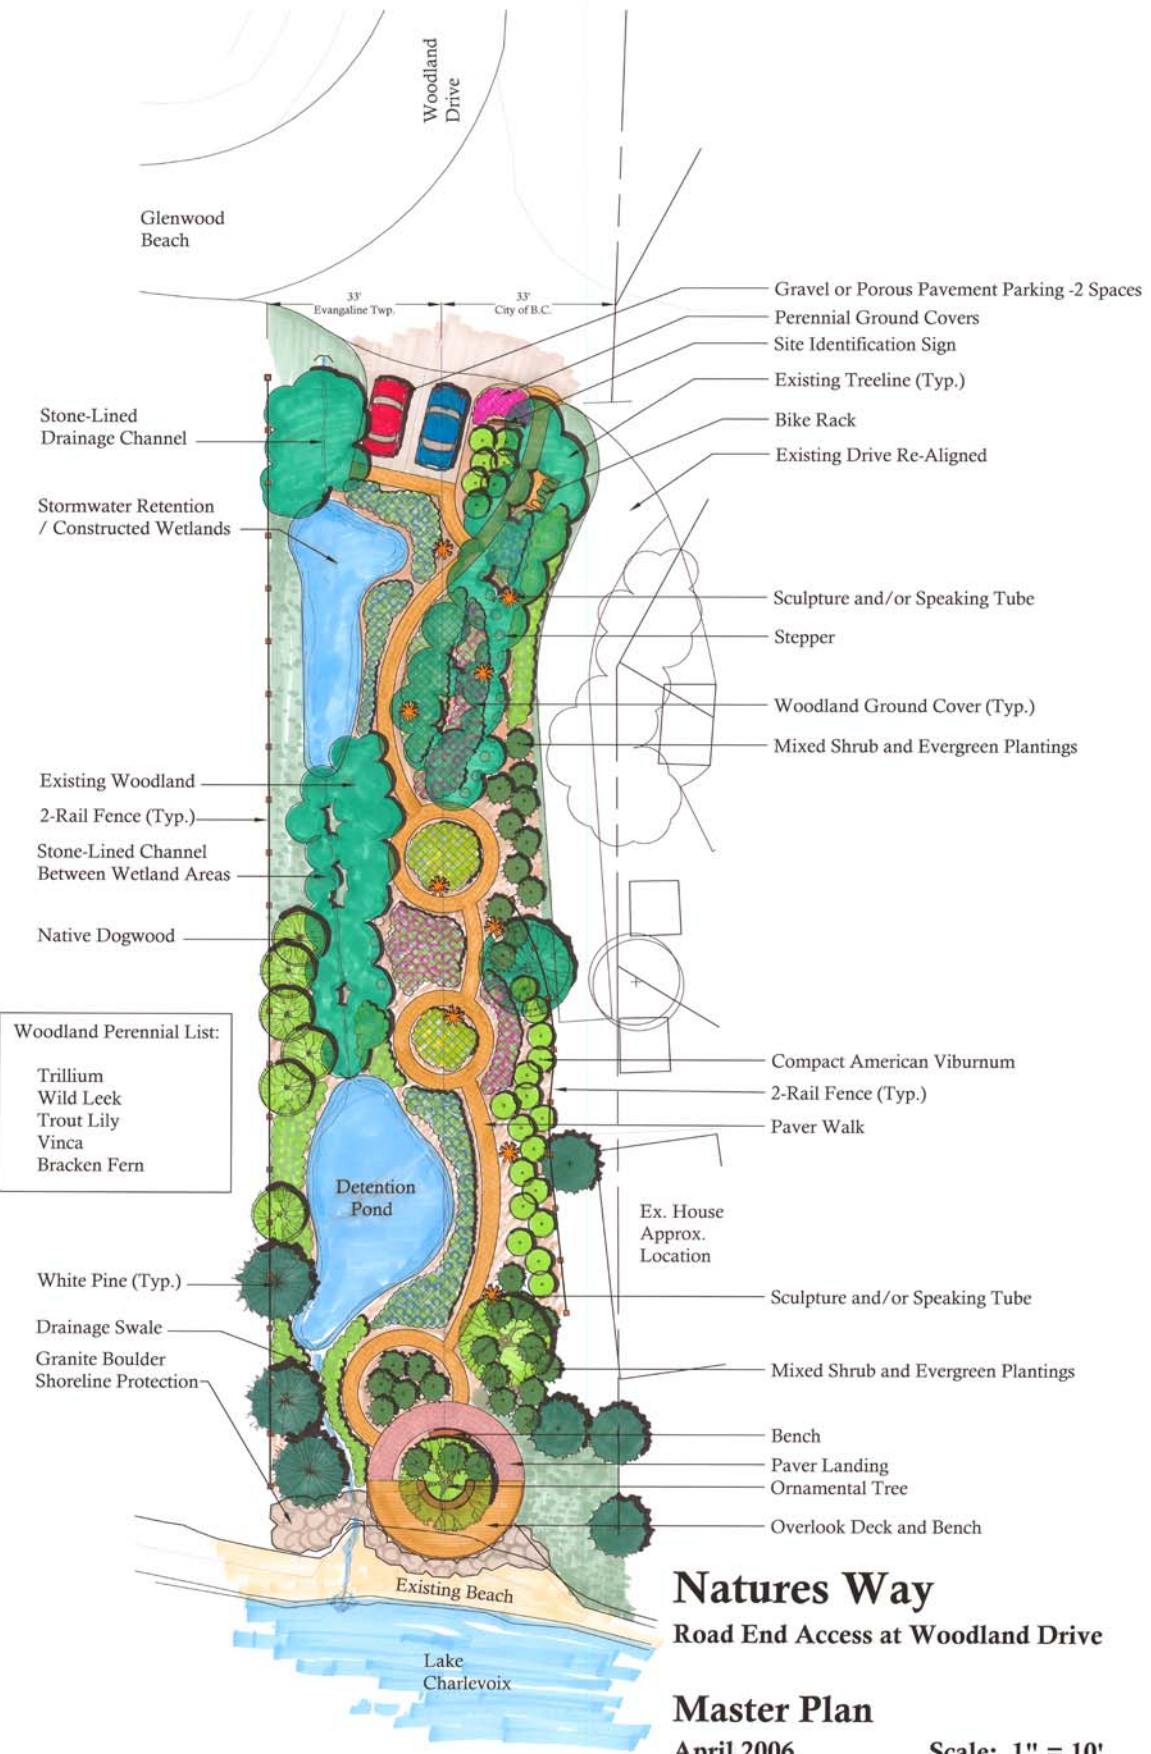 Woodland
Drive
Glenwood
Beach
33'
Evangaline Twp.
33'
City of B.C.
Gravel or Porous Pavement Parking -2 Spaces
Perennial Ground Covers
Site Identification Sign
Existing Treeline (Typ.)
Bike Rack
Existing Drive Re-Aligned
Stone-Lined
Drainage Channel
Stormwater Retention
/ Constructed Wetlands
Sculpture and/or Speaking Tube
Stepper
Woodland Ground Cover (Typ.)
Mixed Shrub and Evergreen Plantings
Existing Woodland
2-Rail Fence (Typ.)
Stone-Lined Channel
Between Wetland Areas
Native Dogwood
Woodland Perennial List:
Trillium
Wild Leek
Trout Lily
Vinca
Bracken Fern
Compact American Viburnum
2-Rail Fence (Typ.)
Paver Walk
Detention
Pond
Ex. House
Approx.
Location
White Pine (Typ.)
Drainage Swale
Granite Boulder
Shoreline Protection
Sculpture and/or Speaking Tube
Mixed Shrub and Evergreen Plantings
Bench
Paver Landing
Ornamental Tree
Overlook Deck and Bench
Existing Beach
Lake
Charlevoix
Natures Way
Road End Access at Woodland Drive
Master Plan
April 2006 Scale: 1" = 10'